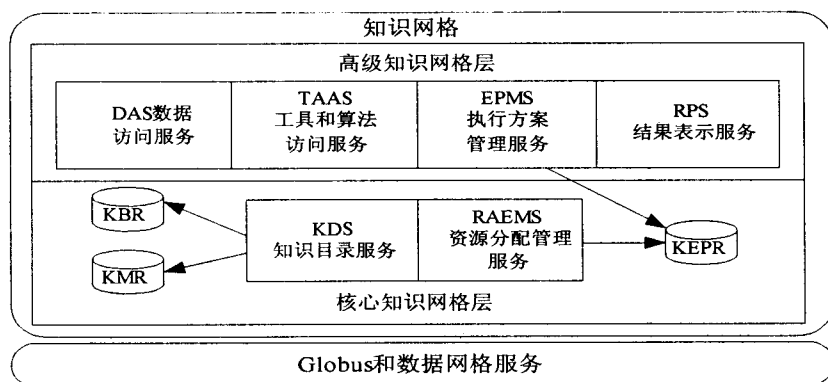 知识网格
高级知识网格层
DAS数据
访问服务
TAAS
工具和算法
访问服务
EPMS
执行方案
管理服务
RPS
结果表示服务
KBR
KMR
KDS
知识目录服务
RAEMS
资源分配管理
服务
KEPR
核心知识网格层
Globus和数据网格服务